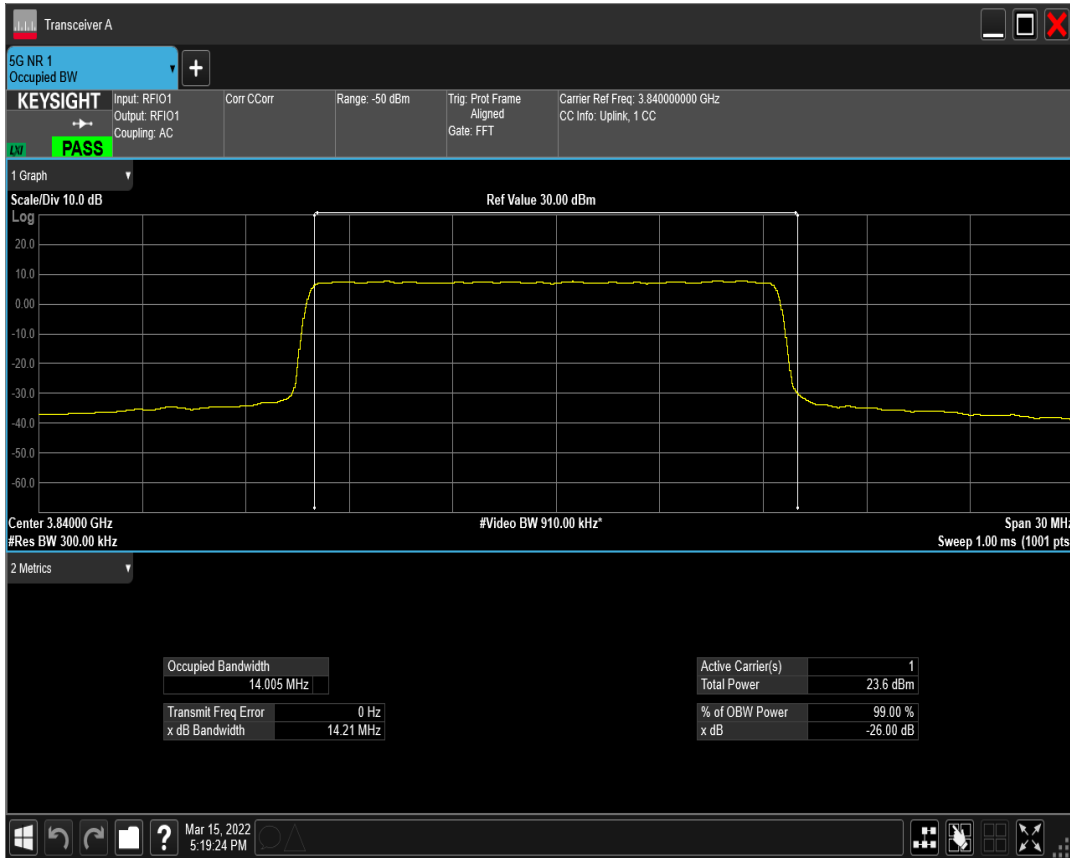 Transceiver A
5G NR 1
Occupied BW
+
KEYSIGHT
LXI
PASS
Input: RFIO1
Output: RFIO1
Coupling: AC
Corr CCorr
Range: -50 dBm
Trig: Prot Frame
Aligned
Gate: FFT
Carrier Ref Freq: 3.840000000 GHz
CC Info: Uplink, 1 CC
1 Graph
Scale/Div 10.0 dB
Ref Value 30.00 dBm
Log
20.0
10.0
0.00
-10.0
-20.0
-30.0
-40.0
-50.0
-60.0
Center 3.84000 GHz
#Video BW 910.00 kHz*
Span 30 MHz
#Res BW 300.00 kHz
Sweep 1.00 ms (1001 pts
2 Metrics
Occupied Bandwidth
14.005 MHz
Transmit Freq Error 0 Hz
x dB Bandwidth 14.21 MHz
Active Carrier(s) 1
Total Power 23.6 dBm
% of OBW Power 99.00 %
x dB -26.00 dB
?
Mar 15, 2022
5:19:24 PM